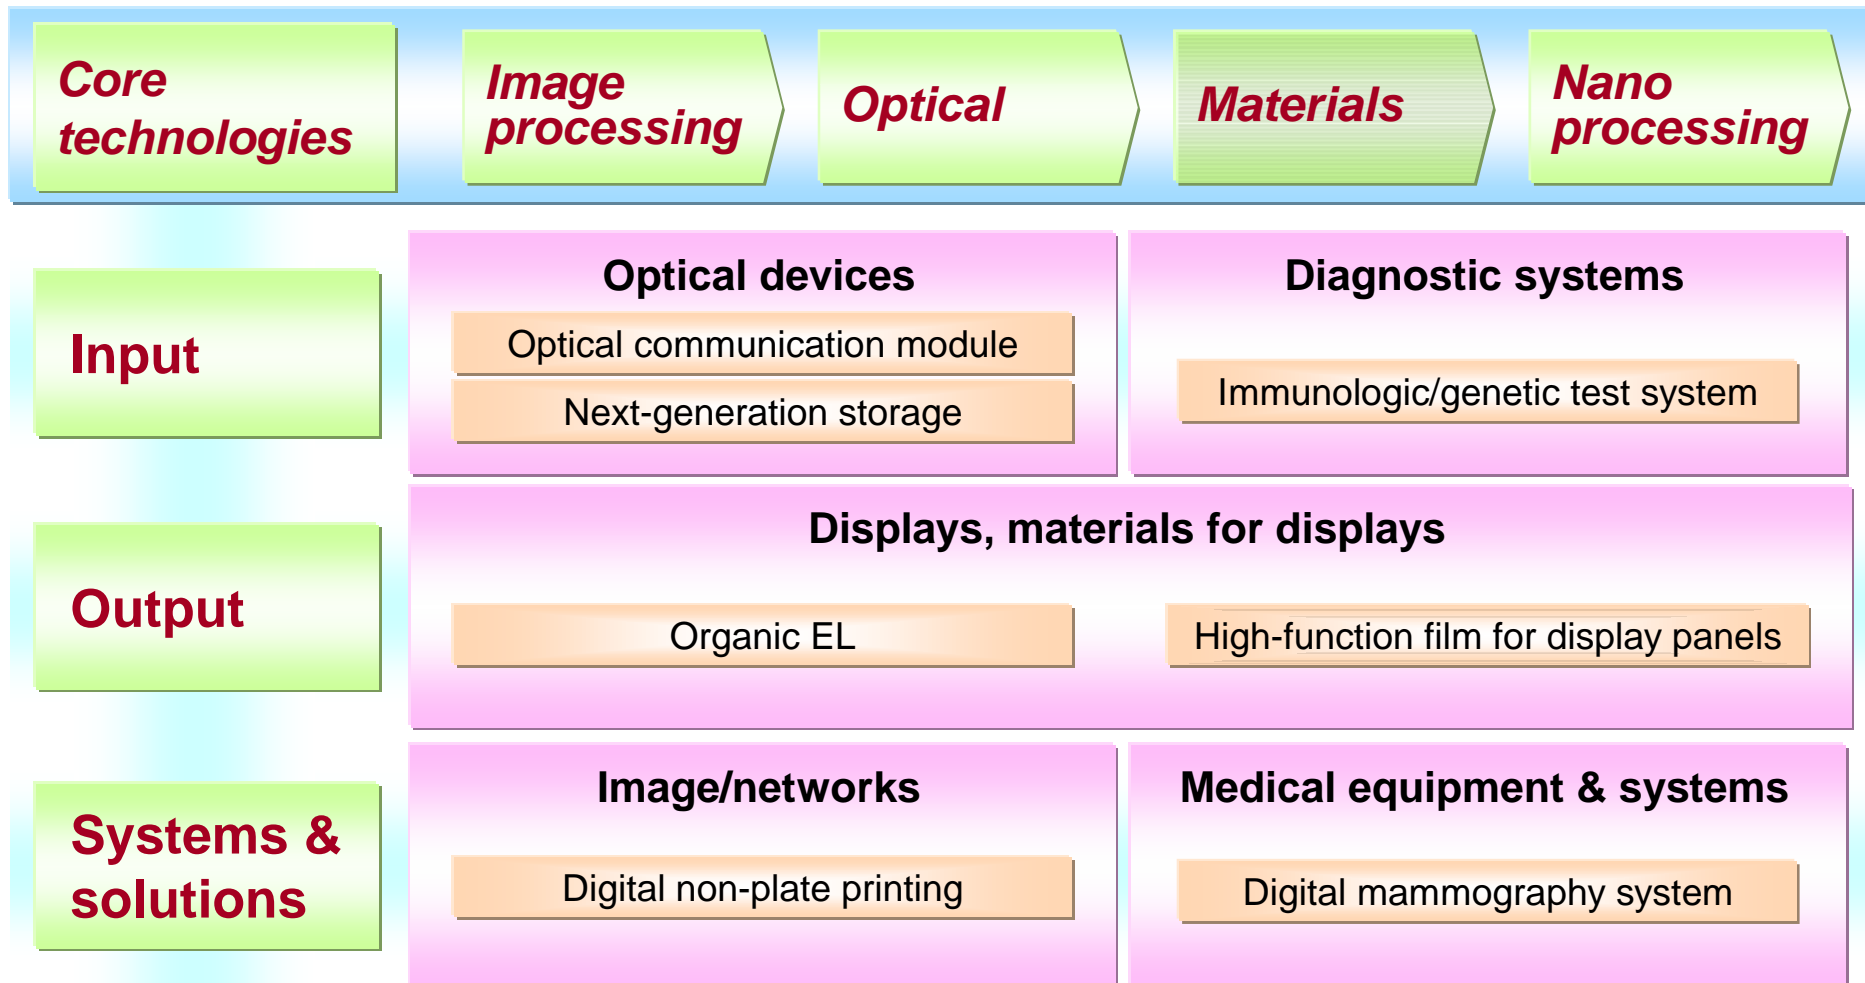 Core
technologies
Image
processing
Optical
Materials
Nano
processing
Input
Optical devices
Optical communication module
Next-generation storage
Diagnostic systems
Immunologic/genetic test system
Output
Displays, materials for displays
Organic EL
High-function film for display panels
Systems &
solutions
Image/networks
Digital non-plate printing
Medical equipment & systems
Digital mammography system